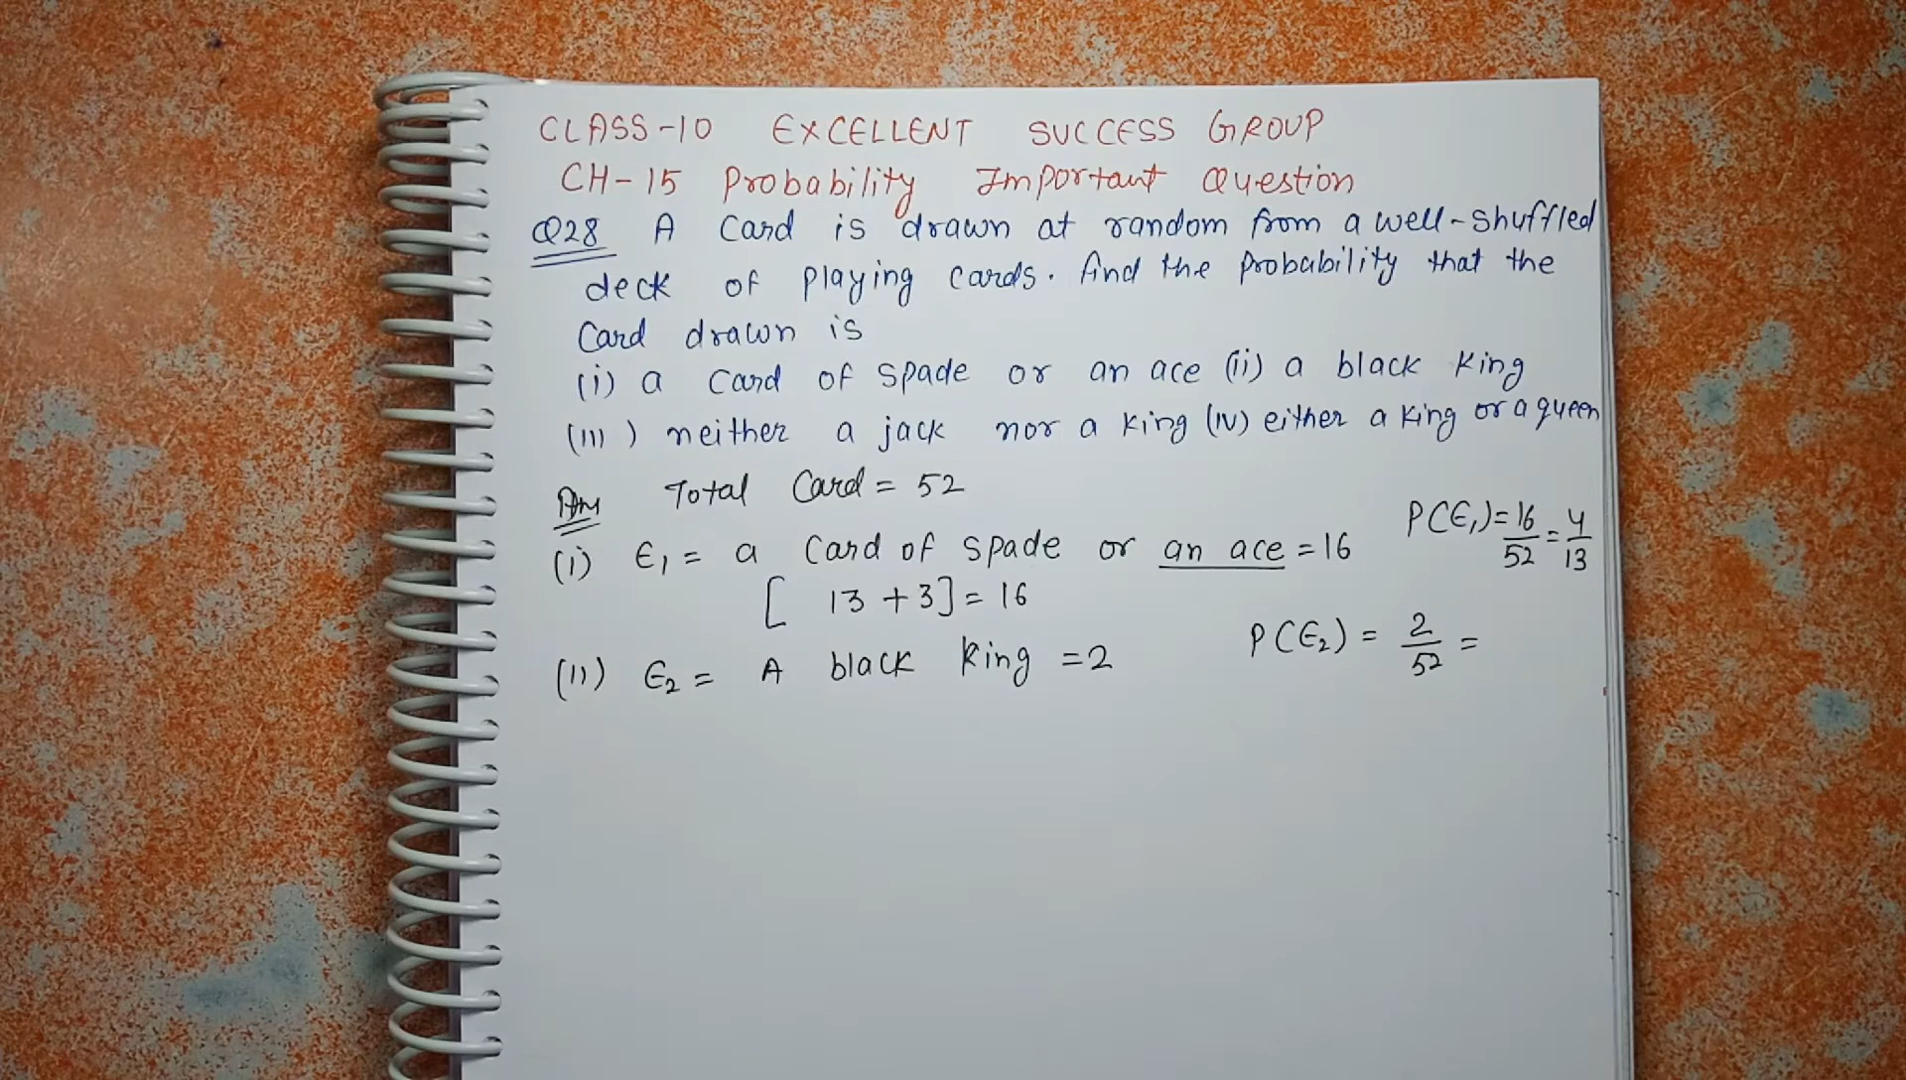 CLASS-10 EXCELLENT SUCCESS GROUP
CH-15 Probability Important Question
Q28 A Card is drawn at random from a well-shuffled
deck of playing cards. find the probability that the
Card drawn is
(i) a card of spade or an ace (ii) a black king
(iii) neither a jack nor a king (iv) either a king or a queen
Ans Total Card = 52
(i) E₁ = a Card of spade or an ace = 16 P(E₁) = 16/52 = 4/13
[ 13 + 3] = 16
(ii) E₂ = A black king = 2 P(E₂) = 2/52 =